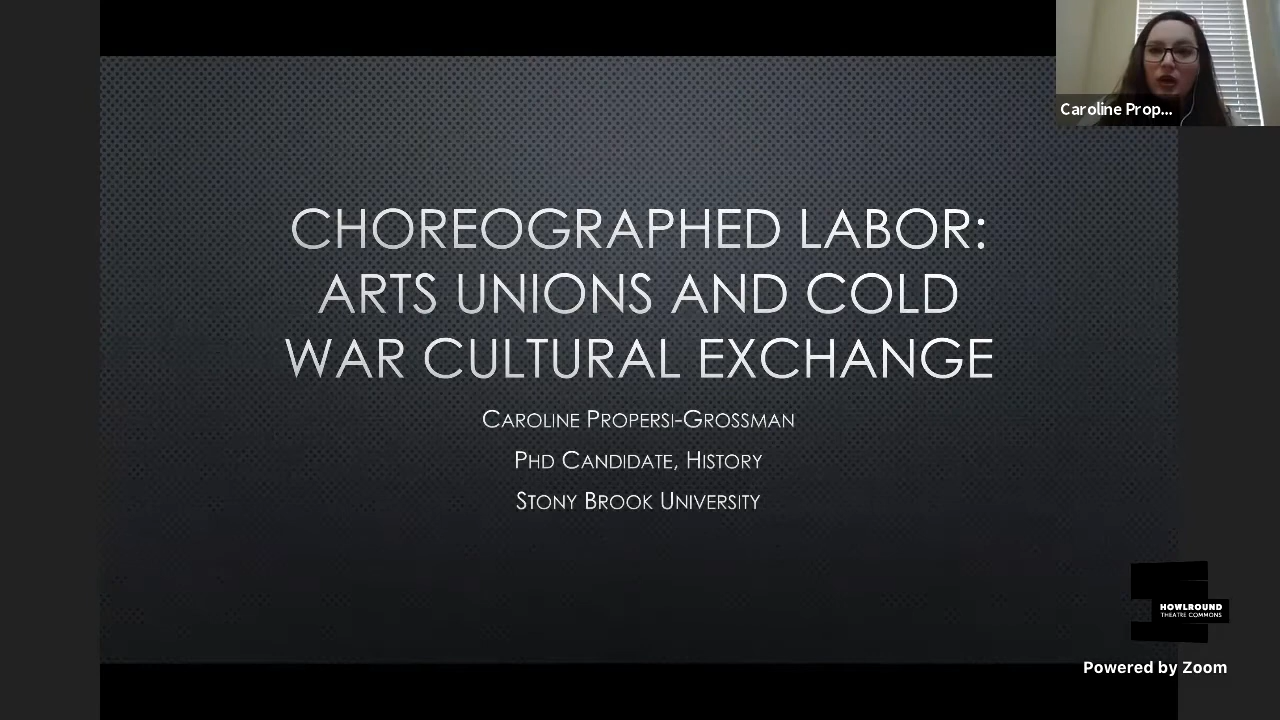 Caroline Prop...
CHOREOGRAPHED LABOR:
ARTS UNIONS AND COLD
WAR CULTURAL EXCHANGE
CAROLINE PROPERSI-GROSSMAN
PHD CANDIDATE, HISTORY
STONY BROOK UNIVERSITY
HOWLROUND
THEATRE COMMONS
Powered by Zoom